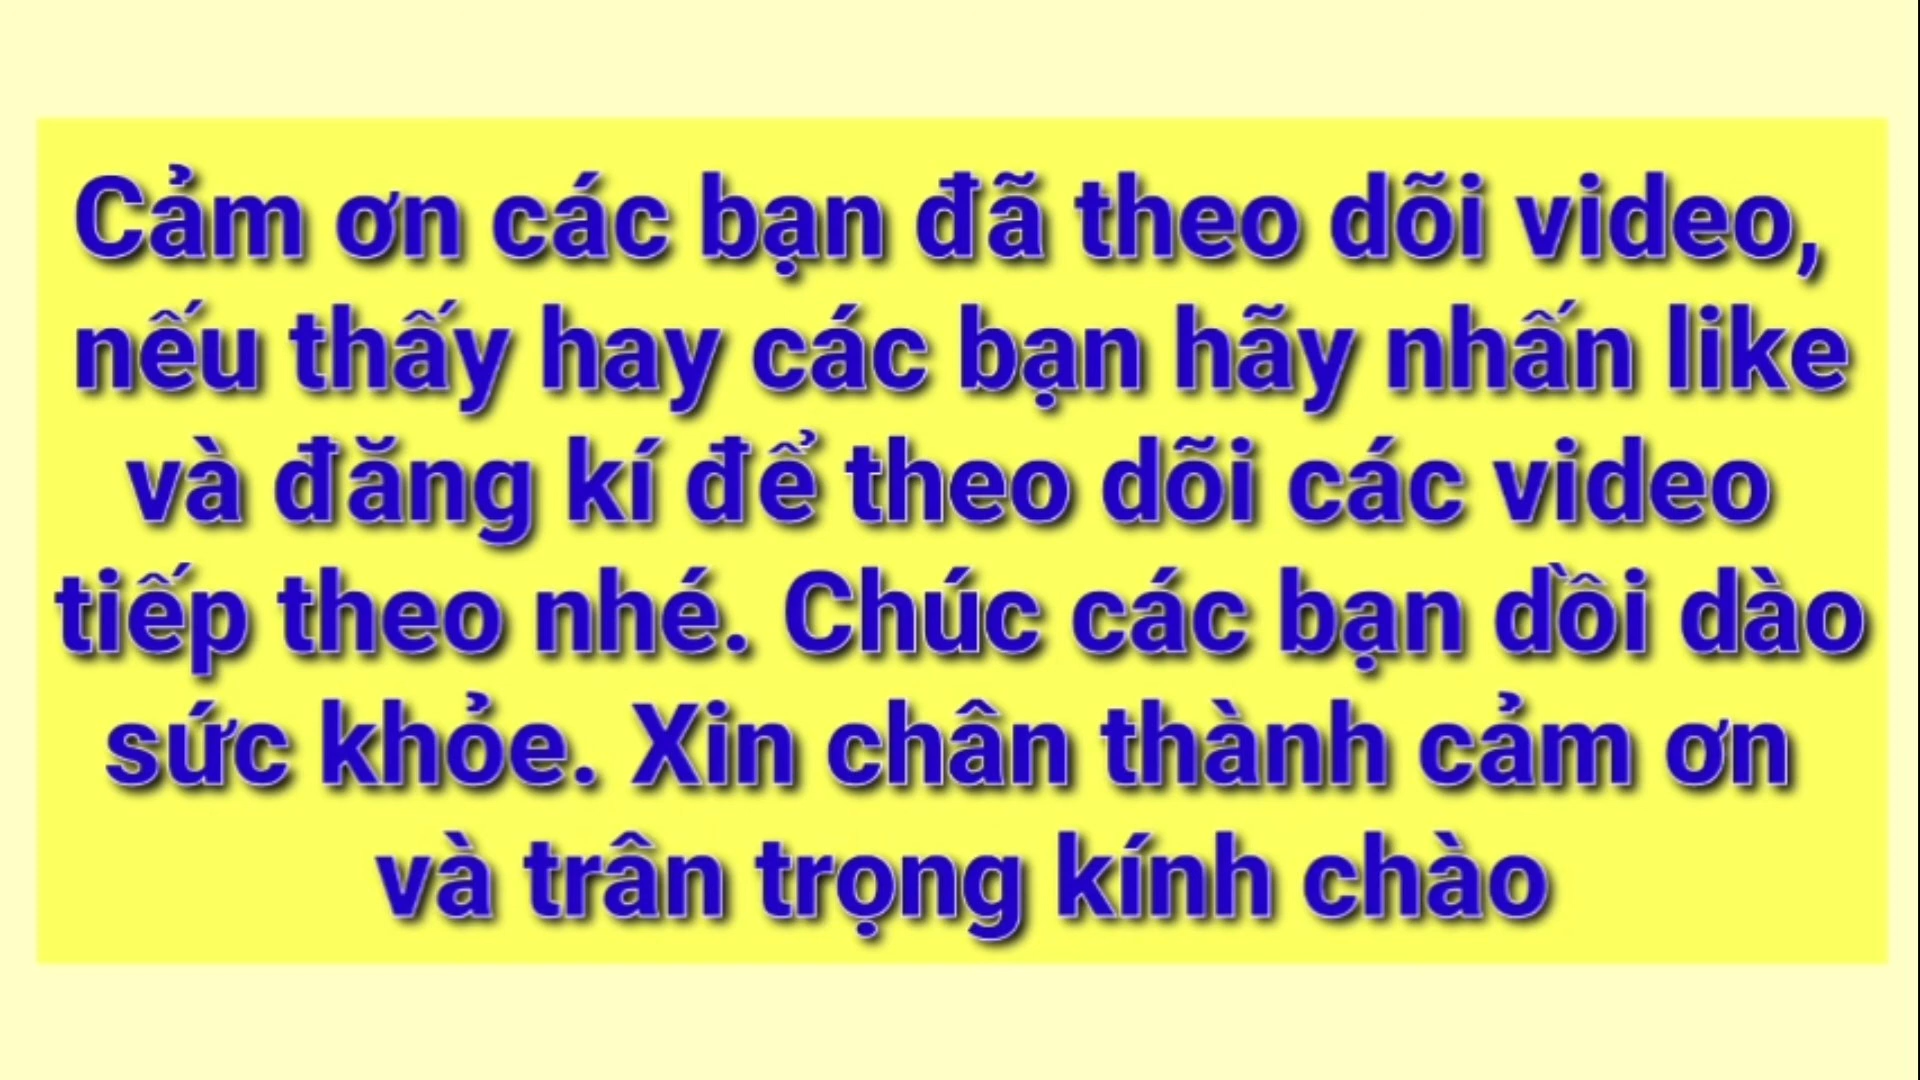 Cảm ơn các bạn đã theo dõi video,
nếu thấy hay các bạn hãy nhấn like
và đăng kí để theo dõi các video
tiếp theo nhé. Chúc các bạn dồi dào
sức khỏe. Xin chân thành cảm ơn
và trân trọng kính chào